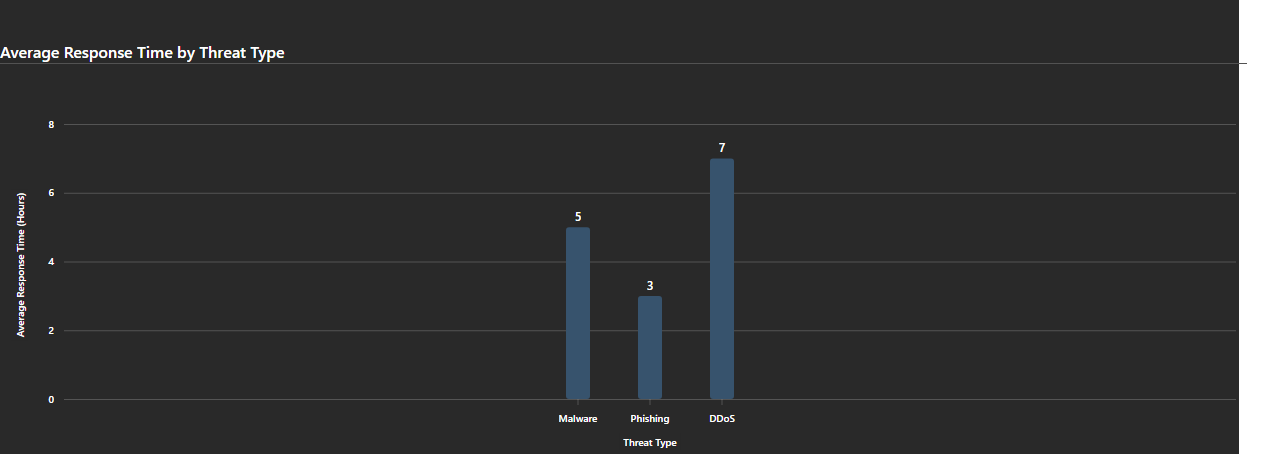 Average Response Time by Threat Type
8
7
6
5
4
3
2
0
Average Response Time (Hours)
Malware Phishing DDoS
Threat Type